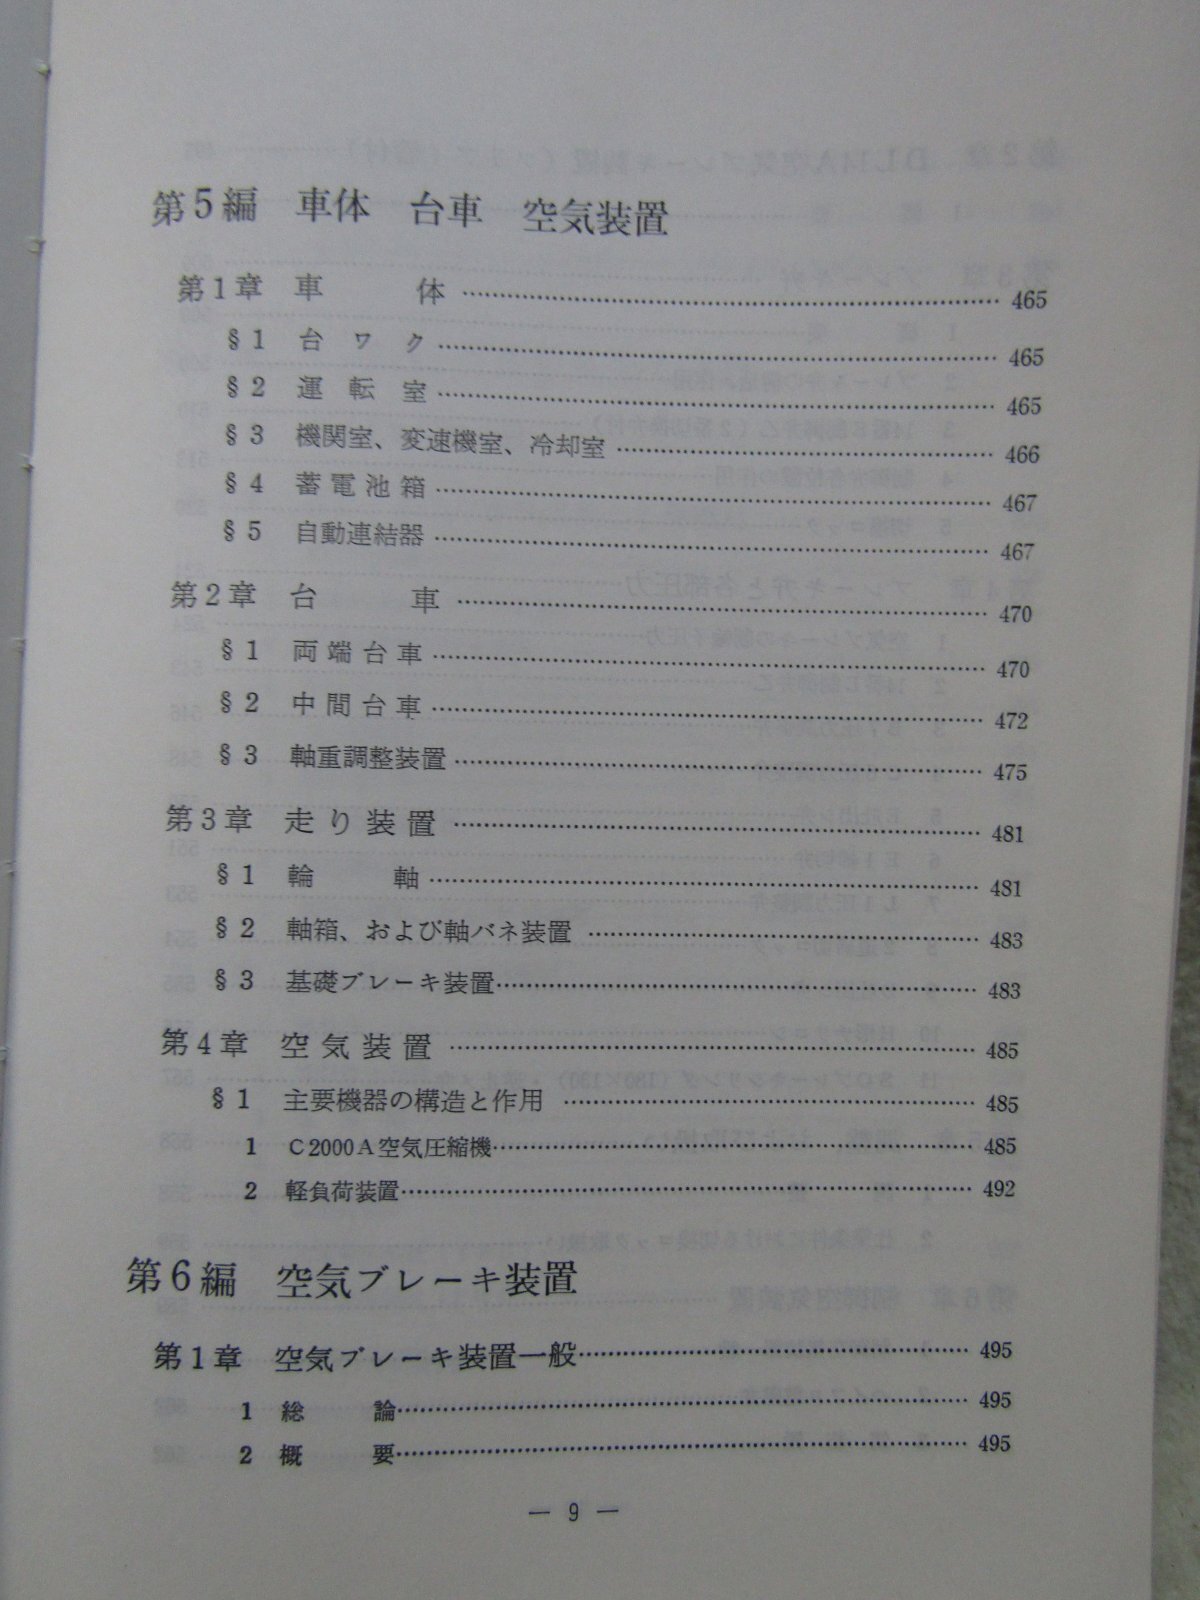 第5編 車体 台車 空気装置
第1章 車体 …… 465
§1 台ワク …… 465
§2 運転室 …… 465
§3 機関室、変速機室、冷却室 …… 466
§4 蓄電池箱 …… 467
§5 自動連結器 …… 467
第2章 台車 …… 470
§1 両端台車 …… 470
§2 中間台車 …… 472
§3 軸重調整装置 …… 475
第3章 走り装置 …… 481
§1 輪軸 …… 481
§2 軸箱、および軸バネ装置 …… 483
§3 基礎ブレーキ装置 …… 483
第4章 空気装置 …… 485
§1 主要機器の構造と作用 …… 485
1 C2000A空気圧縮機 …… 485
2 軽負荷装置 …… 492
第6編 空気ブレーキ装置
第1章 空気ブレーキ装置一般 …… 495
1 総論 …… 495
2 概要 …… 495
— 9 —